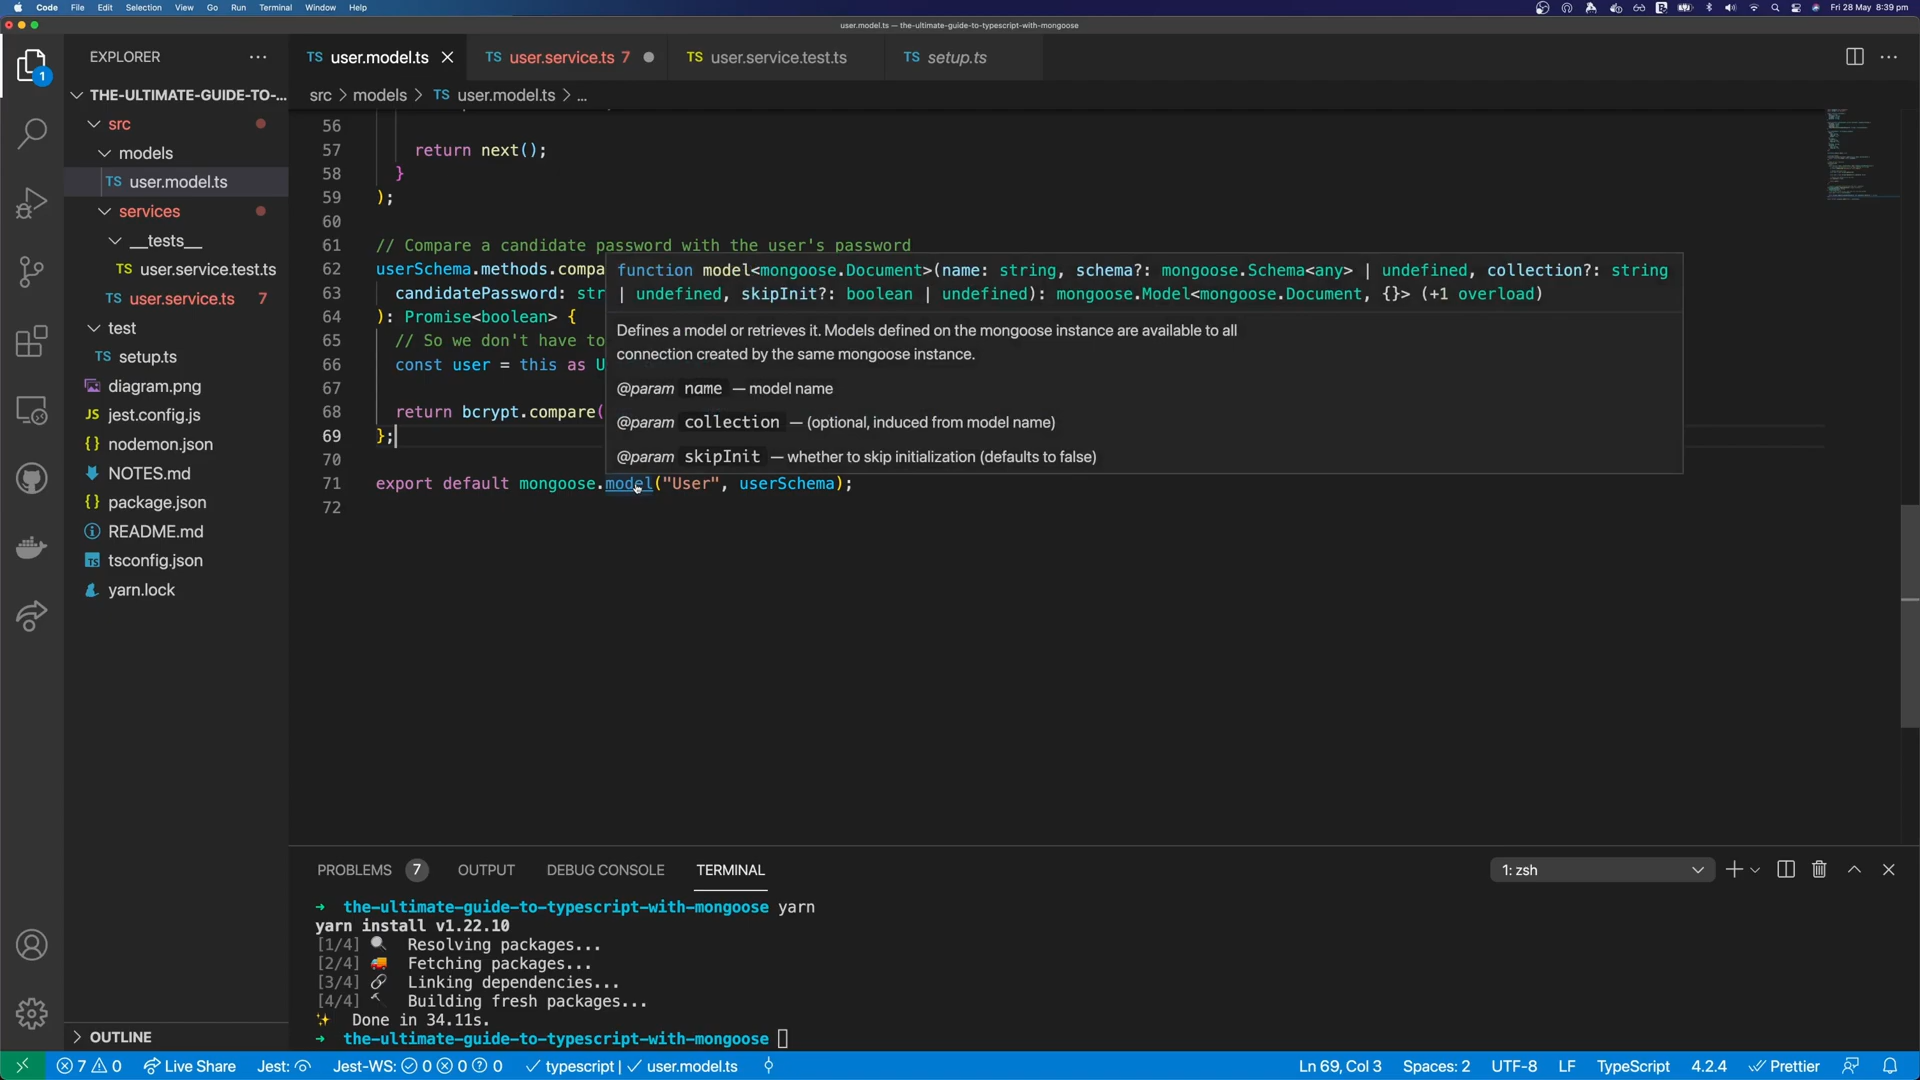 Code File Edit Selection View Go Run Terminal Window Help
Fri 28 May 8:39 pm
user.model.ts — the-ultimate-guide-to-typescript-with-mongoose
1
EXPLORER ...
THE-ULTIMATE-GUIDE-TO-...
src
models
TS user.model.ts
services
__tests__
TS user.service.test.ts
TS user.service.ts 7
test
TS setup.ts
diagram.png
JS jest.config.js
{} nodemon.json
NOTES.md
{} package.json
README.md
tsconfig.json
yarn.lock
OUTLINE
TS user.model.ts
TS user.service.ts 7
TS user.service.test.ts
TS setup.ts
src > models > TS user.model.ts > ...
56
57 return next();
58 }
59 );
60
61 // Compare a candidate password with the user's password
62 userSchema.methods.compa
63 candidatePassword: str
64 ): Promise<boolean> {
65 // So we don't have to
66 const user = this as U
67
68 return bcrypt.compare(
69 };
70
71 export default mongoose.model("User", userSchema);
72
function model<mongoose.Document>(name: string, schema?: mongoose.Schema<any> | undefined, collection?: string
| undefined, skipInit?: boolean | undefined): mongoose.Model<mongoose.Document, {}> (+1 overload)
Defines a model or retrieves it. Models defined on the mongoose instance are available to all
connection created by the same mongoose instance.
@param name — model name
@param collection — (optional, induced from model name)
@param skipInit — whether to skip initialization (defaults to false)
PROBLEMS 7 OUTPUT DEBUG CONSOLE TERMINAL
1: zsh
→ the-ultimate-guide-to-typescript-with-mongoose yarn
yarn install v1.22.10
[1/4] 🔍 Resolving packages...
[2/4] 🚚 Fetching packages...
[3/4] 🔗 Linking dependencies...
[4/4] 🔨 Building fresh packages...
✨ Done in 34.11s.
→ the-ultimate-guide-to-typescript-with-mongoose
7 0 Live Share Jest: Jest-WS: 0 0 0 ✓ typescript | ✓ user.model.ts
Ln 69, Col 3 Spaces: 2 UTF-8 LF TypeScript 4.2.4 Prettier